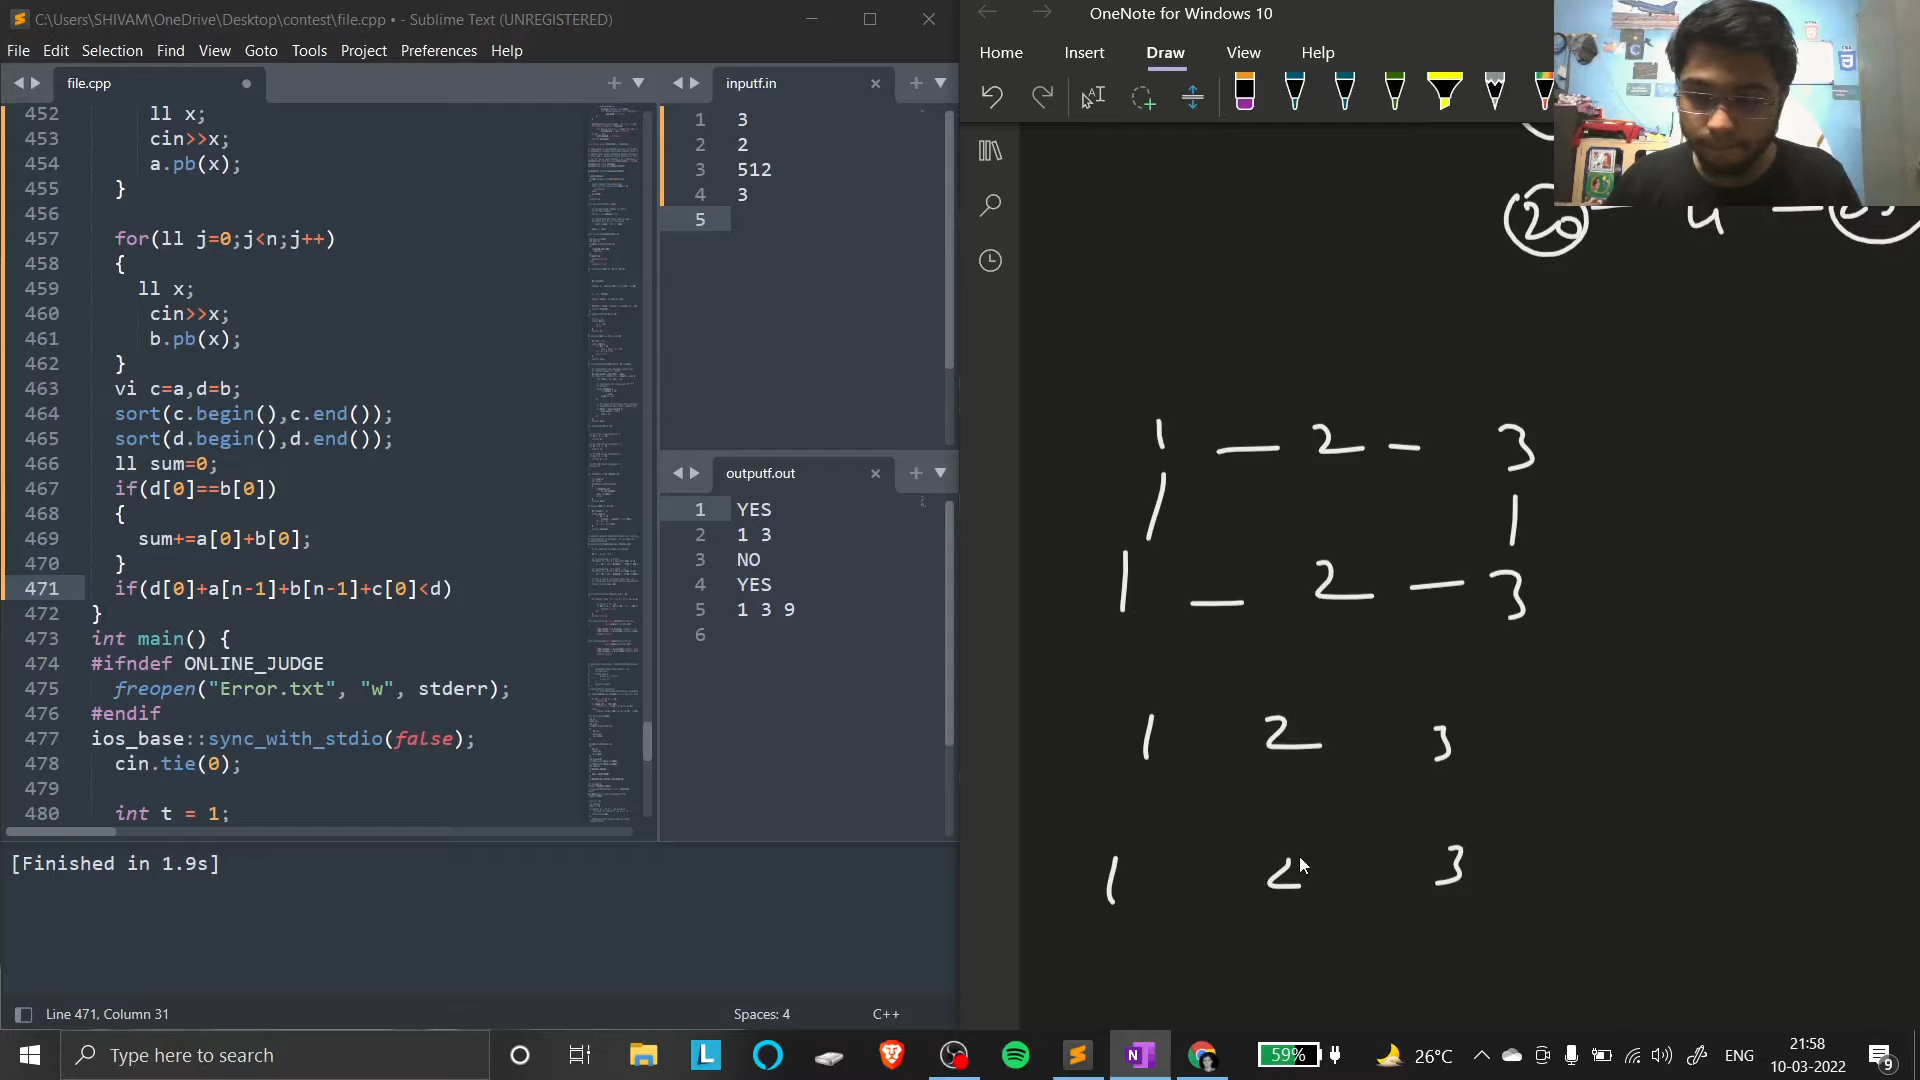 C:\Users\SHIVAM\OneDrive\Desktop\contest\file.cpp • - Sublime Text (UNREGISTERED)
File Edit Selection Find View Goto Tools Project Preferences Help
file.cpp
452 ll x;
453 cin>>x;
454 a.pb(x);
455 }
456
457 for(ll j=0;j<n;j++)
458 {
459 ll x;
460 cin>>x;
461 b.pb(x);
462 }
463 vi c=a,d=b;
464 sort(c.begin(),c.end());
465 sort(d.begin(),d.end());
466 ll sum=0;
467 if(d[0]==b[0])
468 {
469 sum+=a[0]+b[0];
470 }
471 if(d[0]+a[n-1]+b[n-1]+c[0]<d)
472 }
473 int main() {
474 #ifndef ONLINE_JUDGE
475 freopen("Error.txt", "w", stderr);
476 #endif
477 ios_base::sync_with_stdio(false);
478 cin.tie(0);
479
480 int t = 1;
inputf.in
1 3
2 2
3 512
4 3
5
outputf.out
1 YES
2 1 3
3 NO
4 YES
5 1 3 9
6
[Finished in 1.9s]
Line 471, Column 31
Spaces: 4
C++
OneNote for Windows 10
Home Insert Draw View Help
20 — 4 —
1 — 2 - 3
1 — 2 — 3
1 2 3
1 2 3
Type here to search
59%
26°C
ENG
21:58
10-03-2022
9